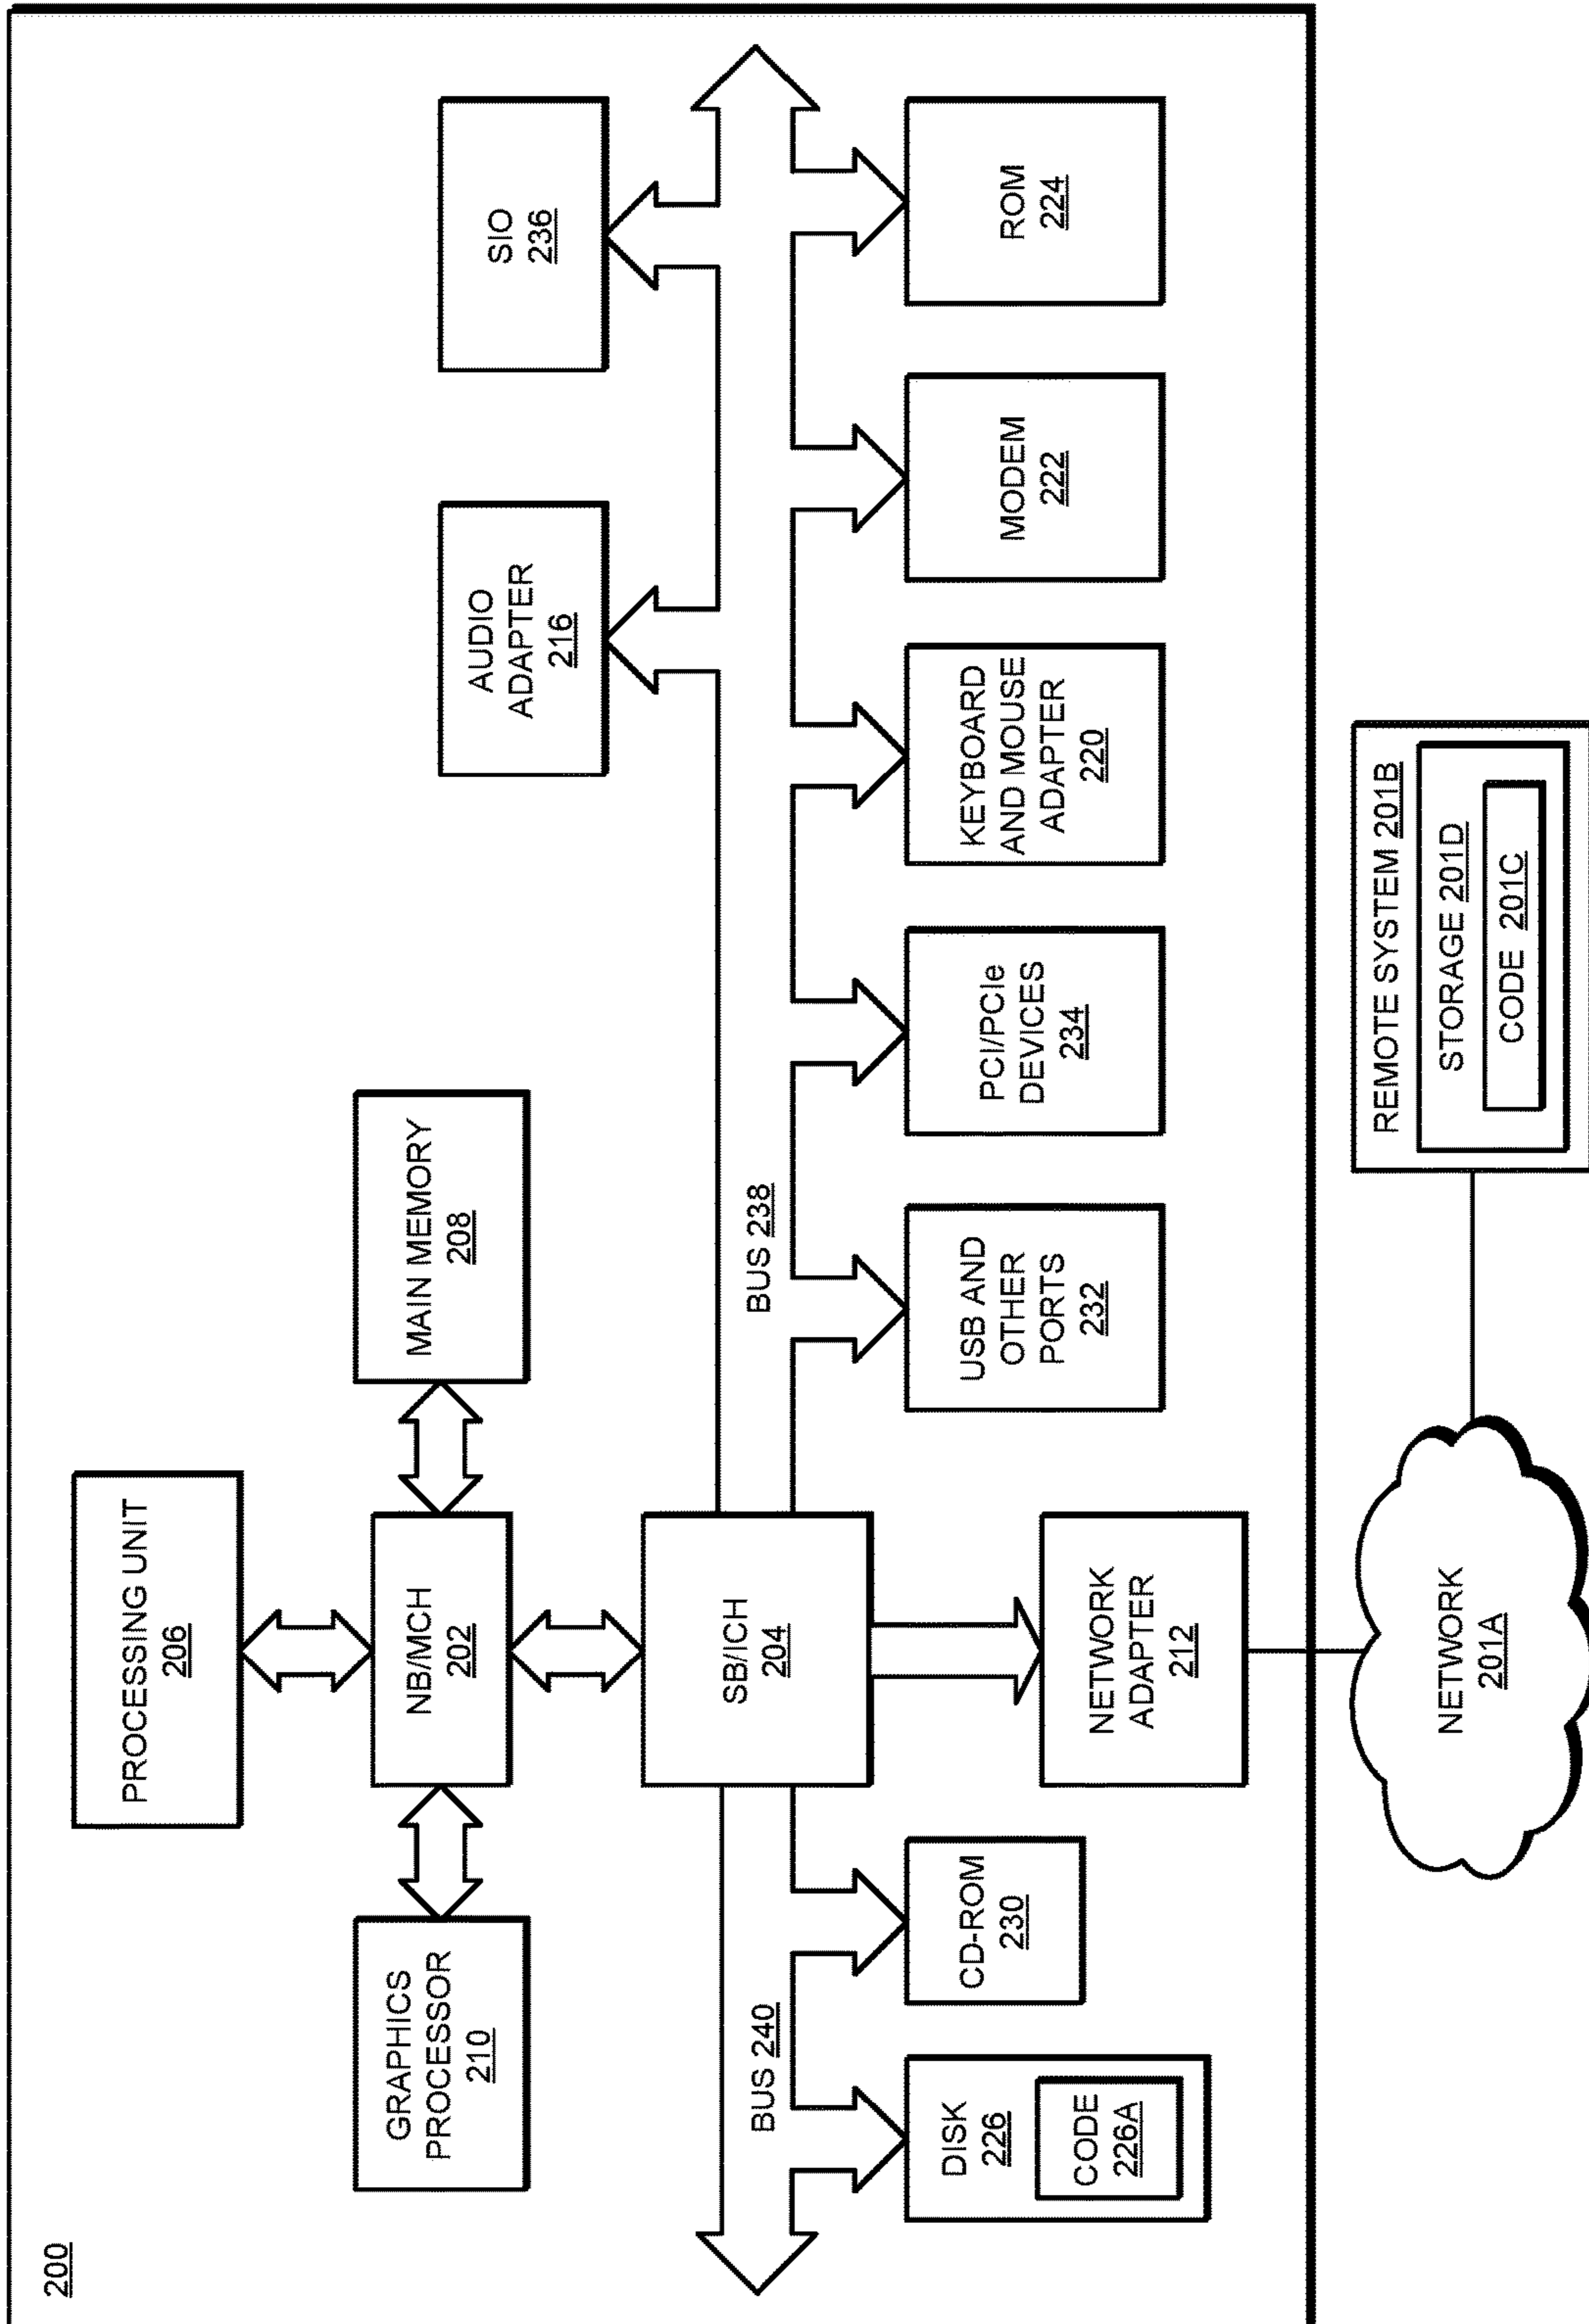 200
PROCESSING UNIT
206
GRAPHICS
PROCESSOR
210
NB/MCH
202
MAIN MEMORY
208
AUDIO
ADAPTER
216
SIO
236
SB/ICH
204
BUS 240
BUS 238
DISK
226
CODE
226A
CD-ROM
230
NETWORK
ADAPTER
212
USB AND
OTHER
PORTS
232
PCI/PCIe
DEVICES
234
KEYBOARD
AND MOUSE
ADAPTER
220
MODEM
222
ROM
224
NETWORK
201A
REMOTE SYSTEM 201B
STORAGE 201D
CODE 201C